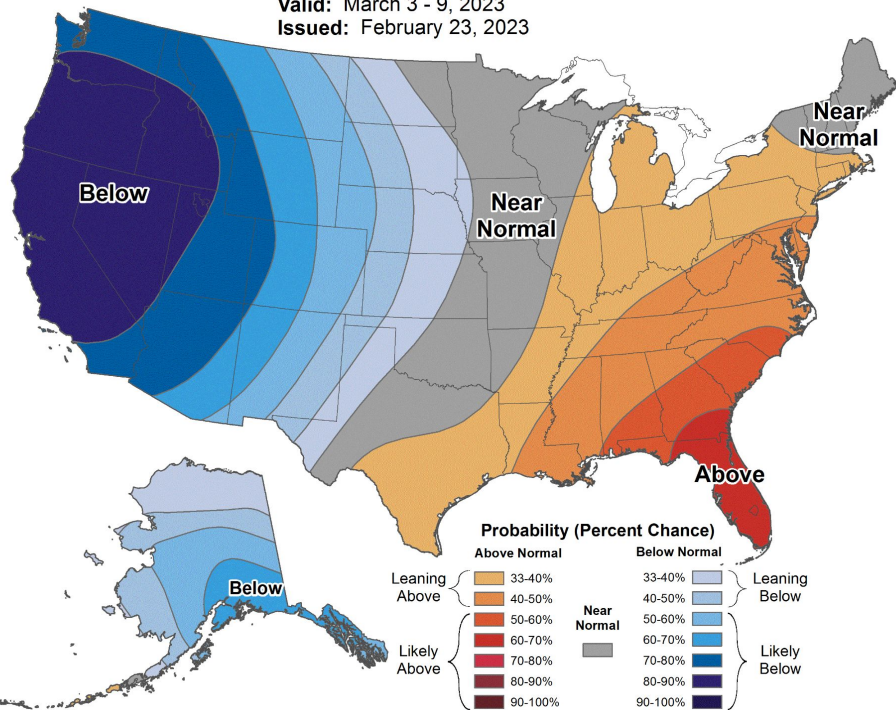 Valid: March 3 - 9, 2023
Issued: February 23, 2023
Near
Normal
Below
Near
Normal
Above
Below
Probability (Percent Chance)
Above Normal
Below Normal
Leaning
Above
33-40%
40-50%
Likely
Above
50-60%
60-70%
70-80%
80-90%
90-100%
Near
Normal
33-40%
40-50%
Leaning
Below
50-60%
60-70%
70-80%
80-90%
90-100%
Likely
Below